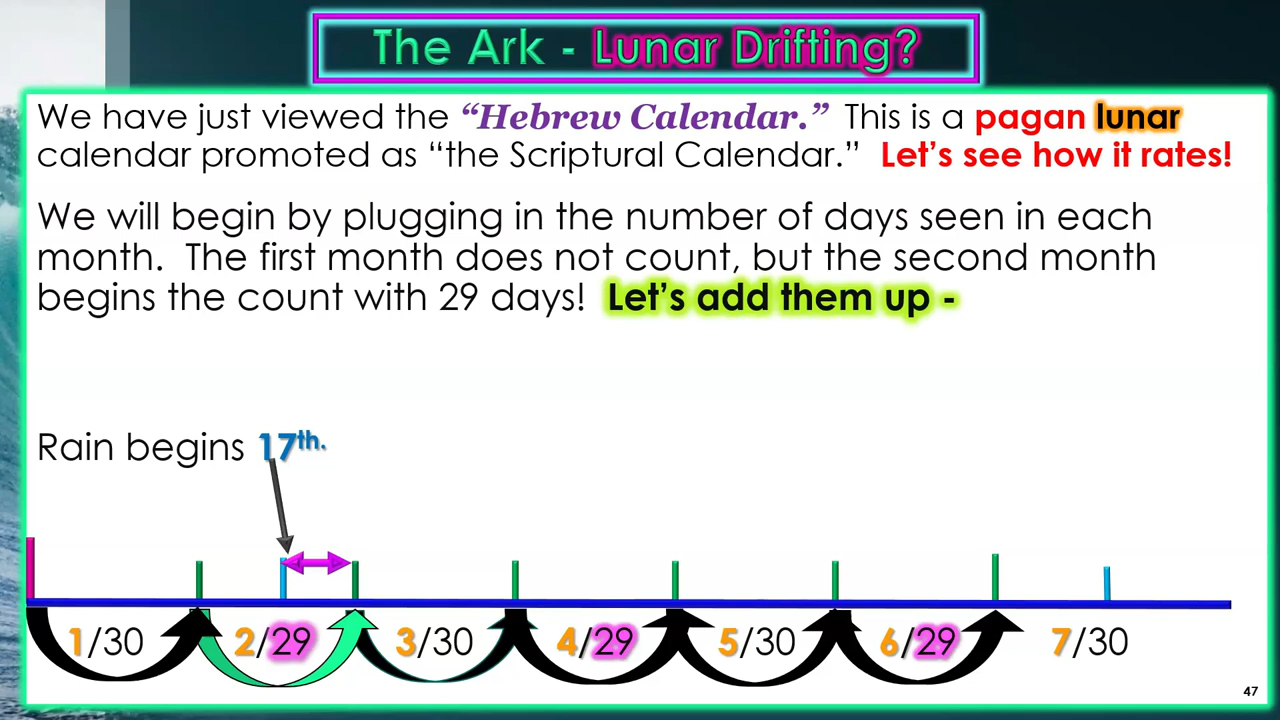 The Ark - Lunar Drifting?
We have just viewed the “Hebrew Calendar.” This is a pagan lunar
calendar promoted as “the Scriptural Calendar.” Let’s see how it rates!
We will begin by plugging in the number of days seen in each
month. The first month does not count, but the second month
begins the count with 29 days! Let’s add them up -
Rain begins 17th.
1/30 2/29 3/30 4/29 5/30 6/29 7/30
47